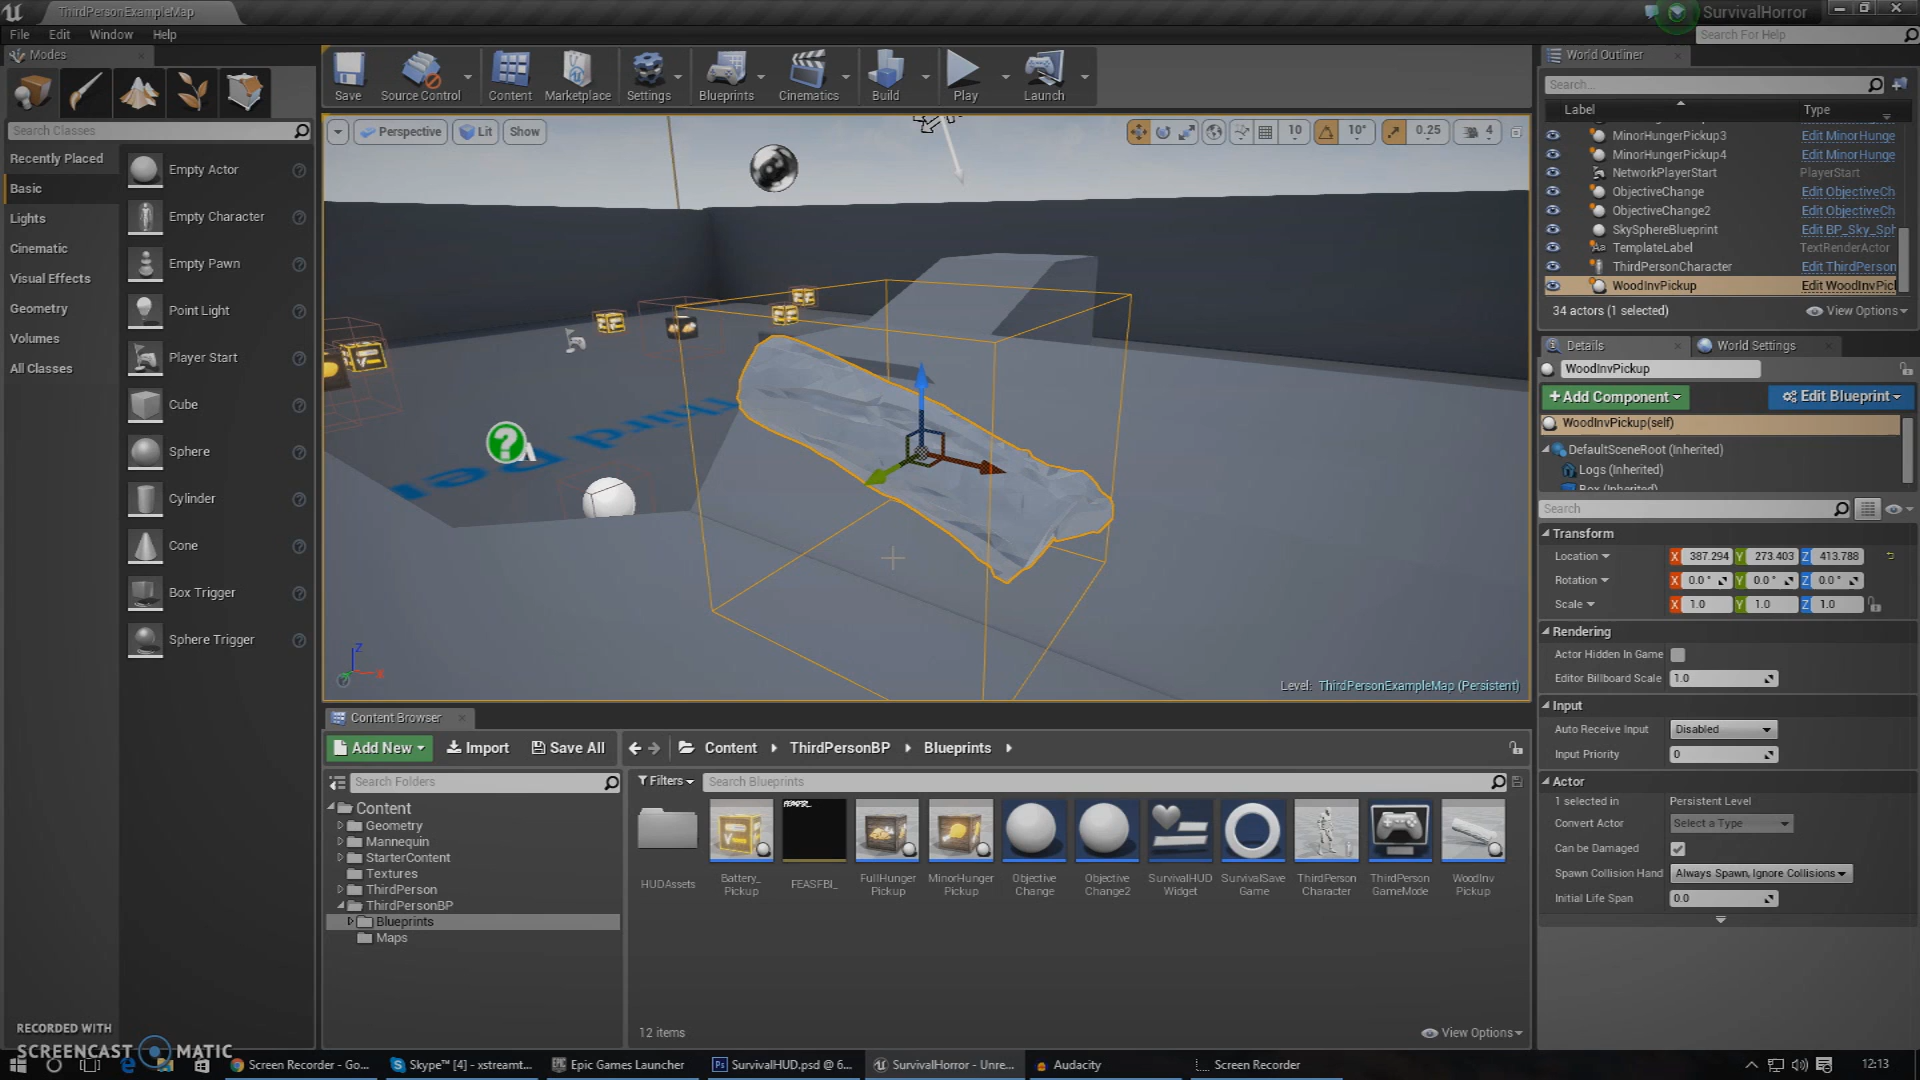 ThirdPersonExampleMap
SurvivalHorror
File Edit Window Help
Search For Help
Modes
Search Classes
Recently Placed
Basic
Lights
Cinematic
Visual Effects
Geometry
Volumes
All Classes
Empty Actor
Empty Character
Empty Pawn
Point Light
Player Start
Cube
Sphere
Cylinder
Cone
Box Trigger
Sphere Trigger
Save
Source Control
Content
Marketplace
Settings
Blueprints
Cinematics
Build
Play
Launch
Perspective Lit Show
10 10° 0.25 4
Level: ThirdPersonExampleMap (Persistent)
World Outliner
Search...
Label Type
MinorHungerPickup3 Edit MinorHunge
MinorHungerPickup4 Edit MinorHunge
NetworkPlayerStart PlayerStart
ObjectiveChange Edit ObjectiveCh
ObjectiveChange2 Edit ObjectiveCh
SkySphereBlueprint Edit BP_Sky_Sph
TemplateLabel TextRenderActor
ThirdPersonCharacter Edit ThirdPerson
WoodInvPickup Edit WoodInvPick
34 actors (1 selected) View Options
Details World Settings
WoodInvPickup
+Add Component Edit Blueprint
WoodInvPickup(self)
DefaultSceneRoot (Inherited)
Logs (Inherited)
Box (Inherited)
Search
Transform
Location X 387.294 Y 273.403 Z 413.788
Rotation X 0.0° Y 0.0° Z 0.0°
Scale X 1.0 Y 1.0 Z 1.0
Rendering
Actor Hidden In Game
Editor Billboard Scale 1.0
Input
Auto Receive Input Disabled
Input Priority 0
Actor
1 selected in Persistent Level
Convert Actor Select a Type
Can be Damaged
Spawn Collision Hand Always Spawn, Ignore Collisions
Initial Life Span 0.0
Content Browser
Add New Import Save All Content ThirdPersonBP Blueprints
Search Folders
Filters Search Blueprints
Content
Geometry
Mannequin
StarterContent
Textures
ThirdPerson
ThirdPersonBP
Blueprints
Maps
HUDAssets
Battery_
Pickup
FEASFBI_
FullHunger
Pickup
MinorHunger
Pickup
Objective
Change
Objective
Change2
SurvivalHUD
Widget
SurvivalSave
Game
ThirdPerson
Character
ThirdPerson
GameMode
WoodInv
Pickup
12 items View Options
RECORDED WITH
SCREENCAST MATIC
Screen Recorder - Go...
Skype™ [4] - xstreamt...
Epic Games Launcher
SurvivalHUD.psd @ 6...
SurvivalHorror - Unre...
Audacity
Screen Recorder
12:13